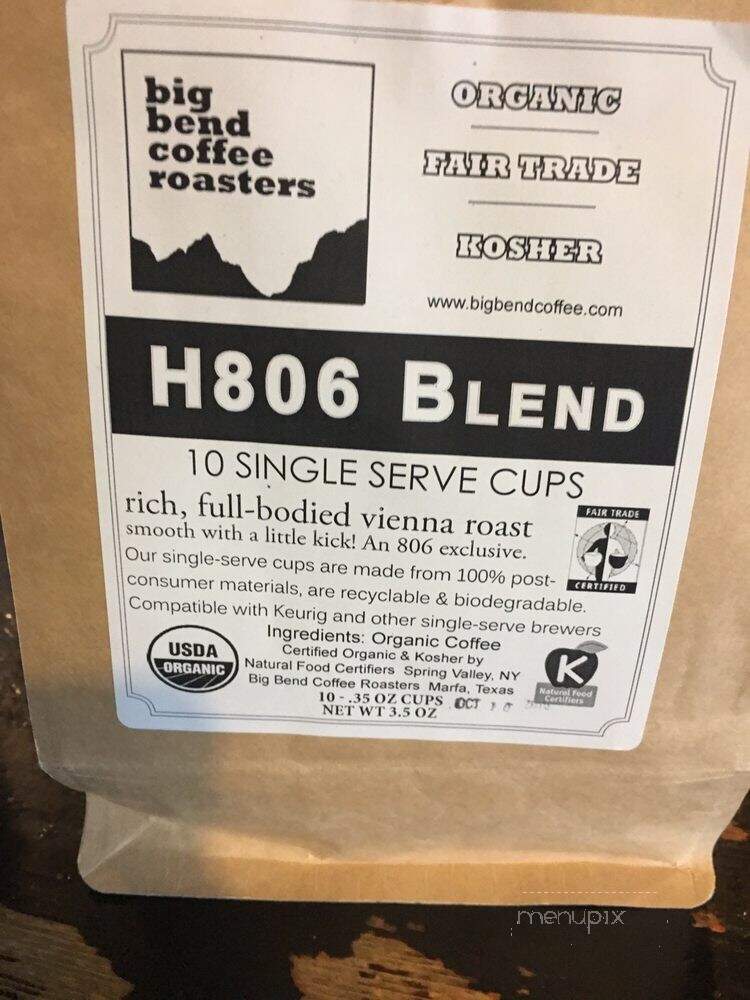 big
bend
coffee
roasters
ORGANIC
FAIR TRADE
KOSHER
www.bigbendcoffee.com
H806 BLEND
10 SINGLE SERVE CUPS
rich, full-bodied vienna roast
smooth with a little kick! An 806 exclusive.
FAIR TRADE
CERTIFIED
Our single-serve cups are made from 100% post-
consumer materials, are recyclable & biodegradable.
Compatible with Keurig and other single-serve brewers
Ingredients: Organic Coffee
Certified Organic & Kosher by
Natural Food Certifiers Spring Valley, NY
Big Bend Coffee Roasters Marfa, Texas
10 - .35 OZ CUPS
NET WT 3.5 OZ
OCT
USDA
ORGANIC
K
Natural Food
Certifiers
menupix